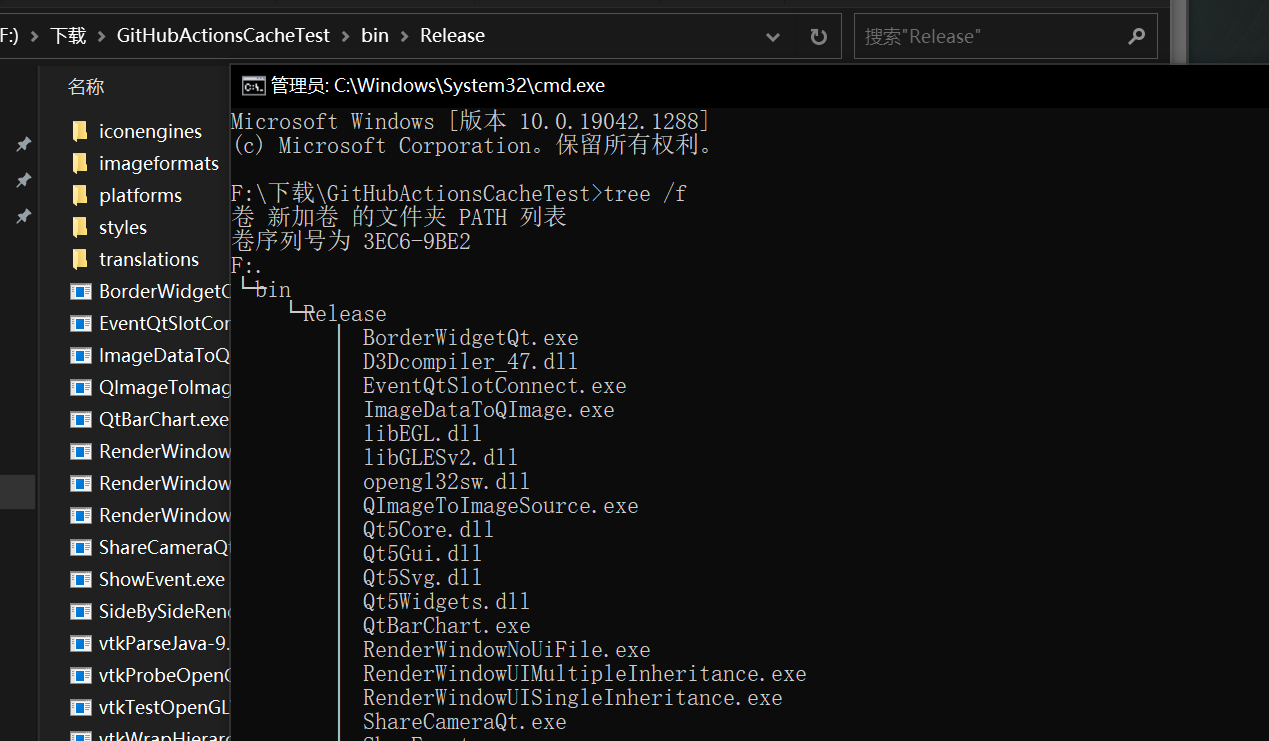 F:) > 下载 > GitHubActionsCacheTest > bin > Release
搜索"Release"
名称
iconengines
imageformats
platforms
styles
translations
BorderWidgetQ
EventQtSlotCon
ImageDataToQ
QImageToImag
QtBarChart.exe
RenderWindow
RenderWindow
RenderWindow
ShareCameraQt
ShowEvent.exe
SideBySideRend
vtkParseJava-9.
vtkProbeOpenG
vtkTestOpenGL
vtkWrapHierarc
管理员: C:\Windows\System32\cmd.exe
Microsoft Windows [版本 10.0.19042.1288]
(c) Microsoft Corporation。保留所有权利。
F:\下载\GitHubActionsCacheTest>tree /f
卷 新加卷 的文件夹 PATH 列表
卷序列号为 3EC6-9BE2
F:.
└─bin
└─Release
BorderWidgetQt.exe
D3Dcompiler_47.dll
EventQtSlotConnect.exe
ImageDataToQImage.exe
libEGL.dll
libGLESv2.dll
opengl32sw.dll
QImageToImageSource.exe
Qt5Core.dll
Qt5Gui.dll
Qt5Svg.dll
Qt5Widgets.dll
QtBarChart.exe
RenderWindowNoUiFile.exe
RenderWindowUIMultipleInheritance.exe
RenderWindowUISingleInheritance.exe
ShareCameraQt.exe